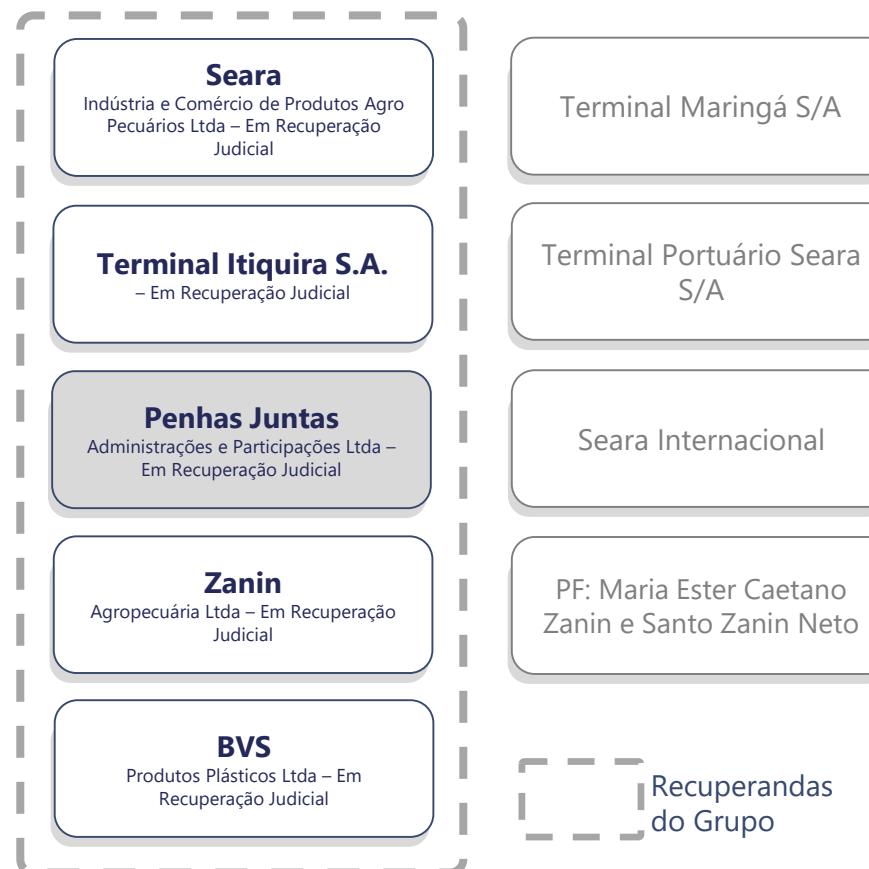 Seara
Indústria e Comércio de Produtos Agro
Pecuários Ltda – Em Recuperação
Judicial
Terminal Itiquira S.A.
– Em Recuperação Judicial
Penhas Juntas
Administrações e Participações Ltda –
Em Recuperação Judicial
Zanin
Agropecuária Ltda – Em Recuperação
Judicial
BVS
Produtos Plásticos Ltda – Em
Recuperação Judicial
Terminal Maringá S/A
Terminal Portuário Seara
S/A
Seara Internacional
PF: Maria Ester Caetano
Zanin e Santo Zanin Neto
Recuperandas
do Grupo